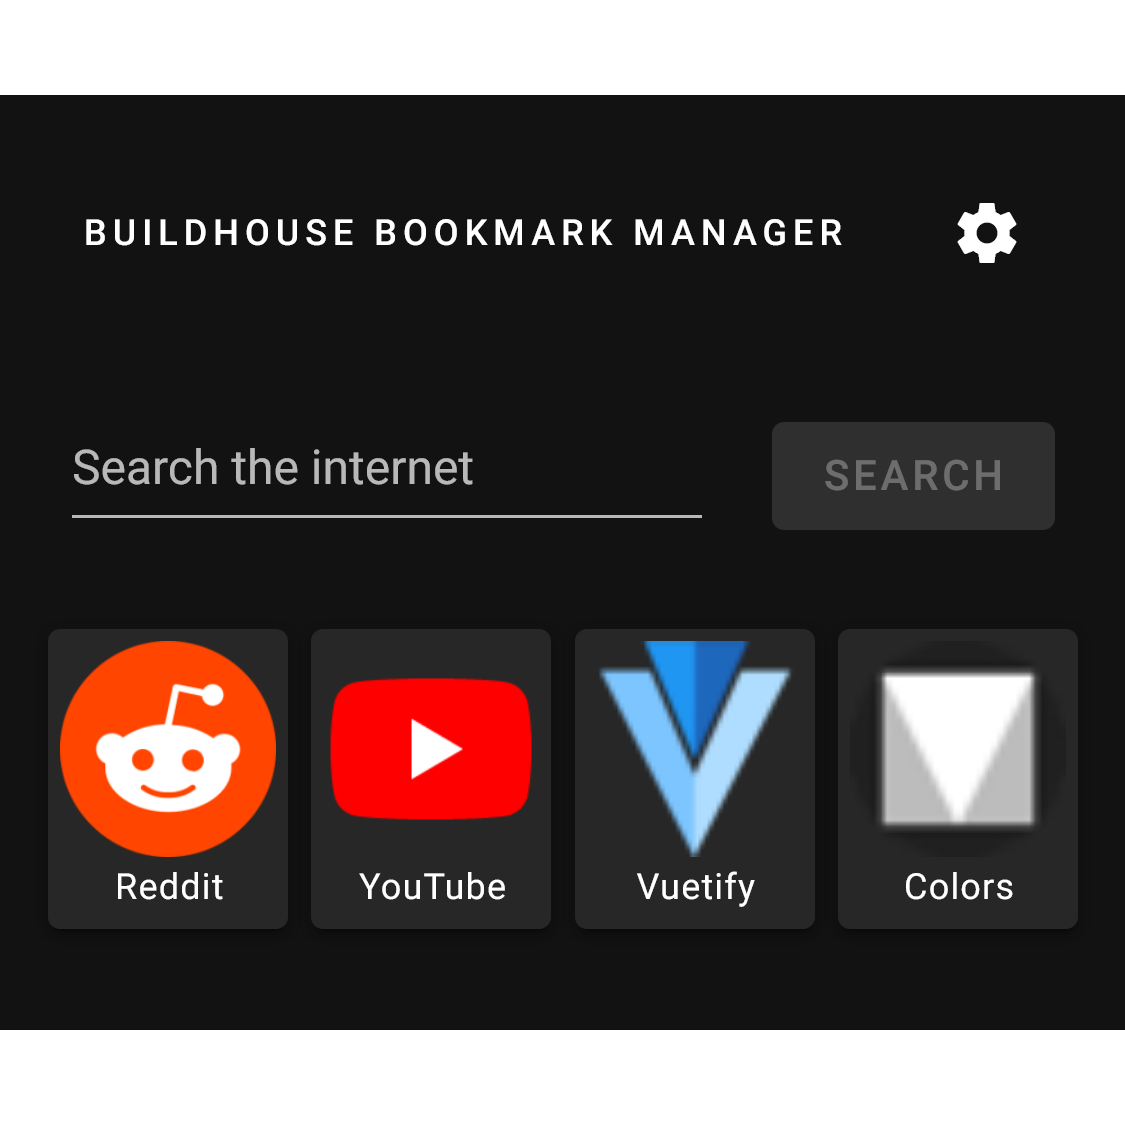 BUILDHOUSE BOOKMARK MANAGER
Search the internet
SEARCH
Reddit
YouTube
Vuetify
Colors